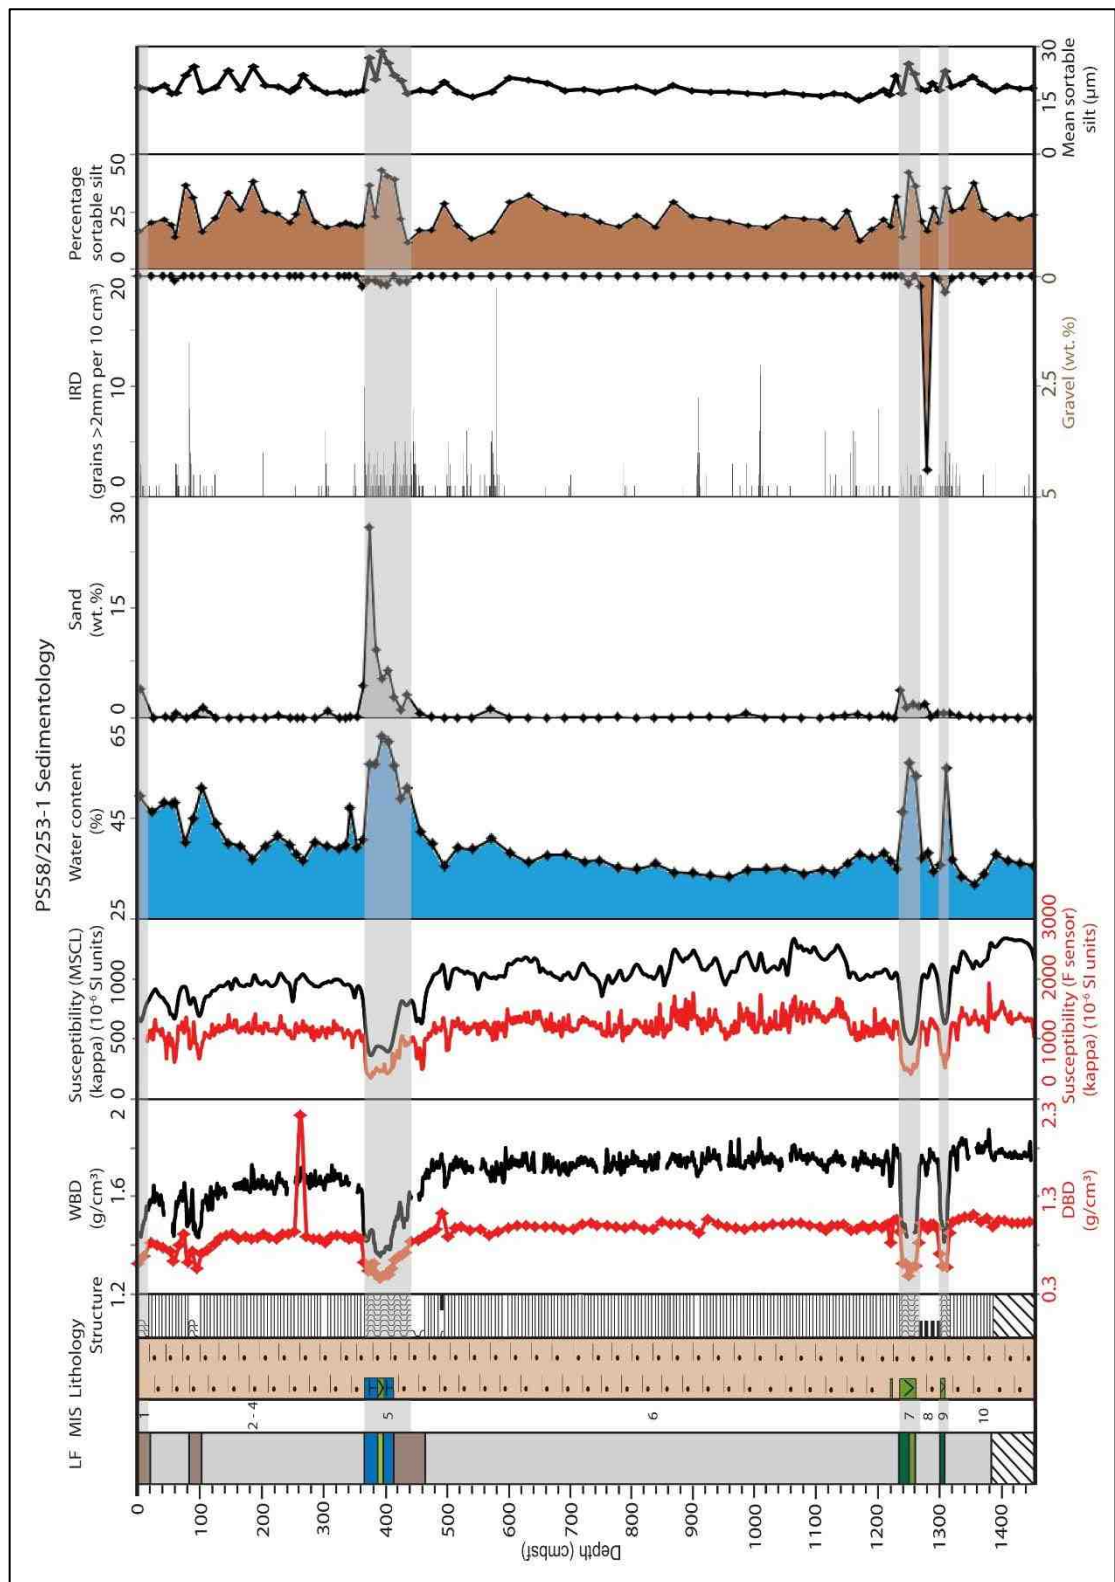 PS58/253-1 Sedimentology
LF
MIS
Lithology
Structure
WBD
(g/cm³)
1.2
1.6
2
DBD
(g/cm³)
0.3
1.3
2.3
Susceptibility (MSCL)
(kappa) (10⁻⁶ SI units)
0
500
1000
Susceptibility (F sensor)
(kappa) (10⁻⁶ SI units)
0
1000
2000
3000
Water content
(%)
25
45
65
Sand
(wt.%)
0
15
30
IRD
(grains >2mm per 10 cm³)
0
10
20
Gravel (wt.%)
5
2.5
0
Percentage
sortable silt
0
25
50
Mean sortable
silt (µm)
0
15
30
1
2 - 4
5
6
7
8
9
10
0
100
200
300
400
500
600
700
800
900
1000
1100
1200
1300
1400
Depth (cmbsf)